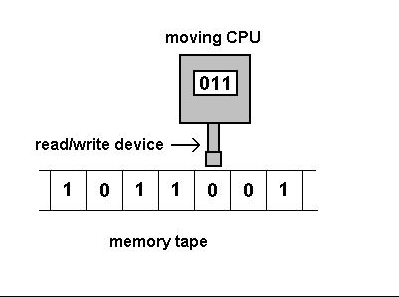 moving CPU
011
read/write device
1 0 1 1 0 0 1
memory tape